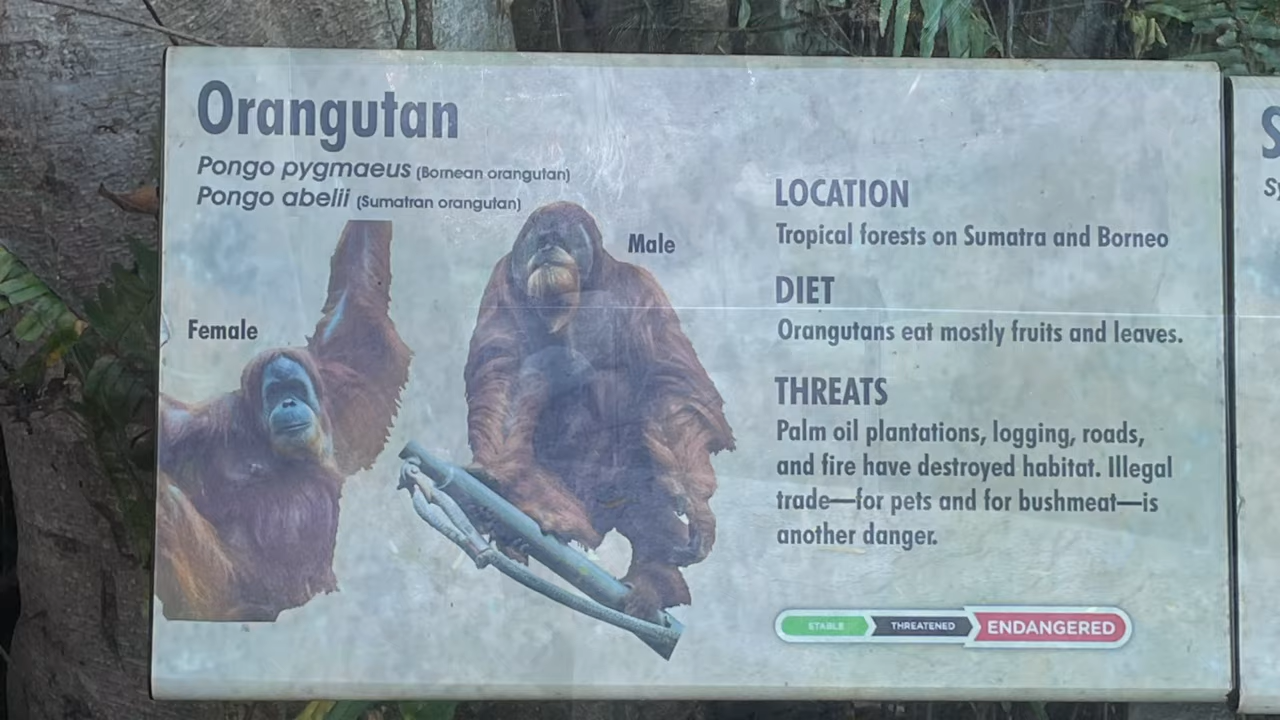 Orangutan
Pongo pygmaeus (Bornean orangutan)
Pongo abelii (Sumatran orangutan)
Female
Male
LOCATION
Tropical forests on Sumatra and Borneo
DIET
Orangutans eat mostly fruits and leaves.
THREATS
Palm oil plantations, logging, roads,
and fire have destroyed habitat. Illegal
trade—for pets and for bushmeat—is
another danger.
STABLE THREATENED ENDANGERED